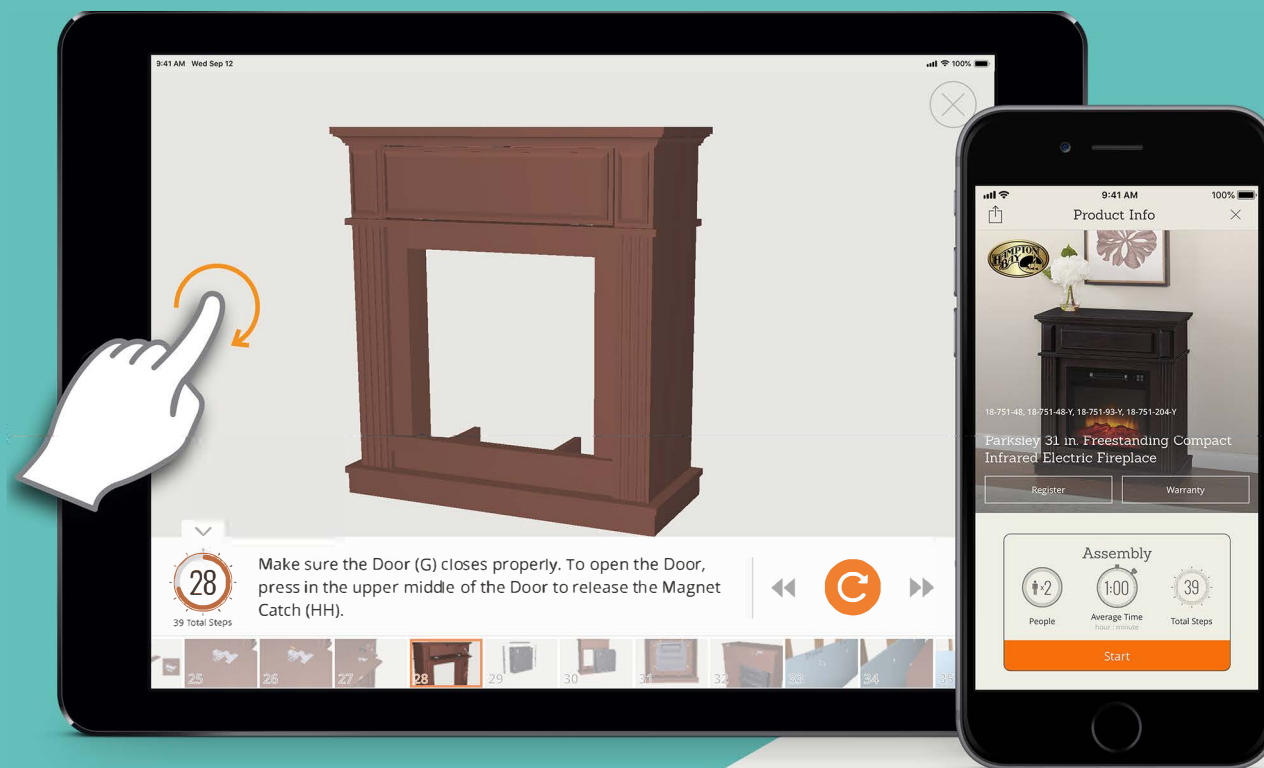 9:41 AM Wed Sep 12
100%
28
39 Total Steps
Make sure the Door (G) closes properly. To open the Door,
press in the upper middle of the Door to release the Magnet
Catch (HH).
25
26
27
28
29
30
31
32
33
34
9:41 AM
100%
Product Info
HAMPTON
BAY
18-751-48, 18-751-48-Y, 18-751-93-Y, 18-751-204-Y
Parksley 31 in. Freestanding Compact
Infrared Electric Fireplace
Register
Warranty
Assembly
x2
1:00
39
People
Average Time
hour : minute
Total Steps
Start